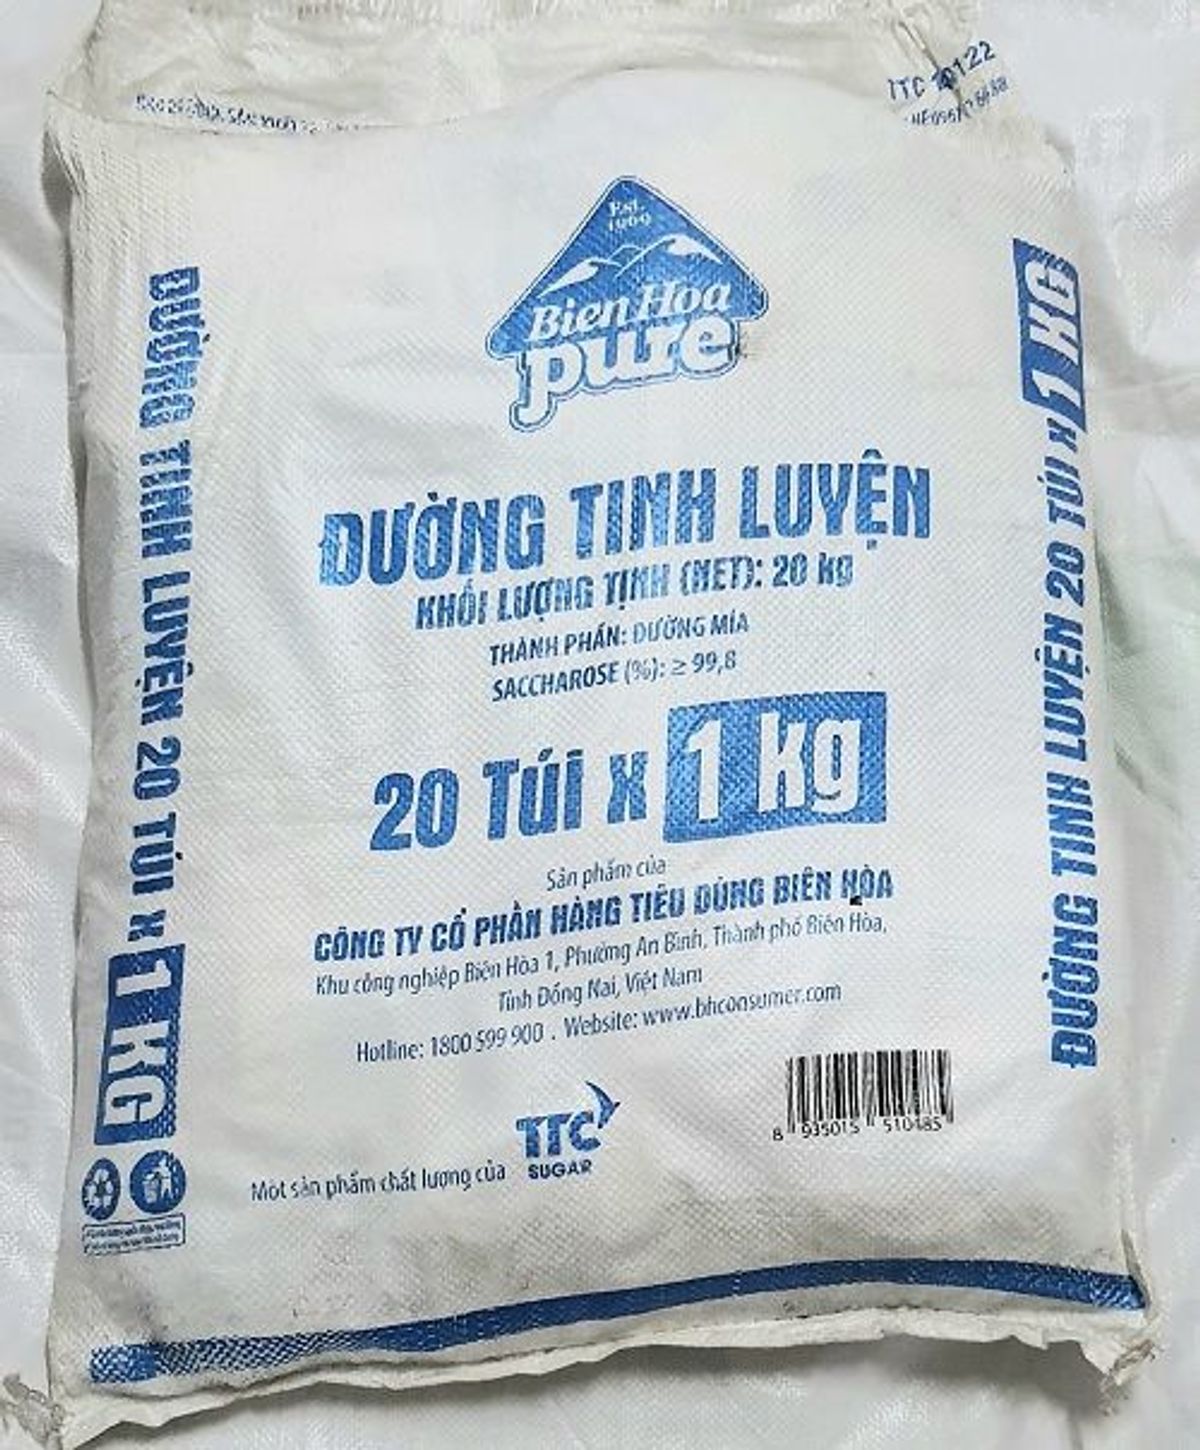 TTC
Est.
1969
Bien Hoa
pure
ĐƯỜNG TINH LUYỆN
KHỐI LƯỢNG TỊNH (NET): 20 kg
THÀNH PHẦN: ĐƯỜNG MÍA
SACCHAROSE (%): ≥ 99,8
20 Túi x 1 kg
Sản phẩm của
CÔNG TY CỔ PHẦN HÀNG TIÊU DÙNG BIÊN HÒA
Khu công nghiệp Biên Hòa 1, Phường An Bình, Thành phố Biên Hòa,
Tỉnh Đồng Nai, Việt Nam
Hotline: 1800 599 900 . Website: www.bhconsumer.com
8 935015 510485
Một sản phẩm chất lượng của
TTC
SUGAR
ĐƯỜNG TINH LUYỆN 20 TÚI x 1 KG
ĐƯỜNG TINH LUYỆN 20 TÚI x 1 KG